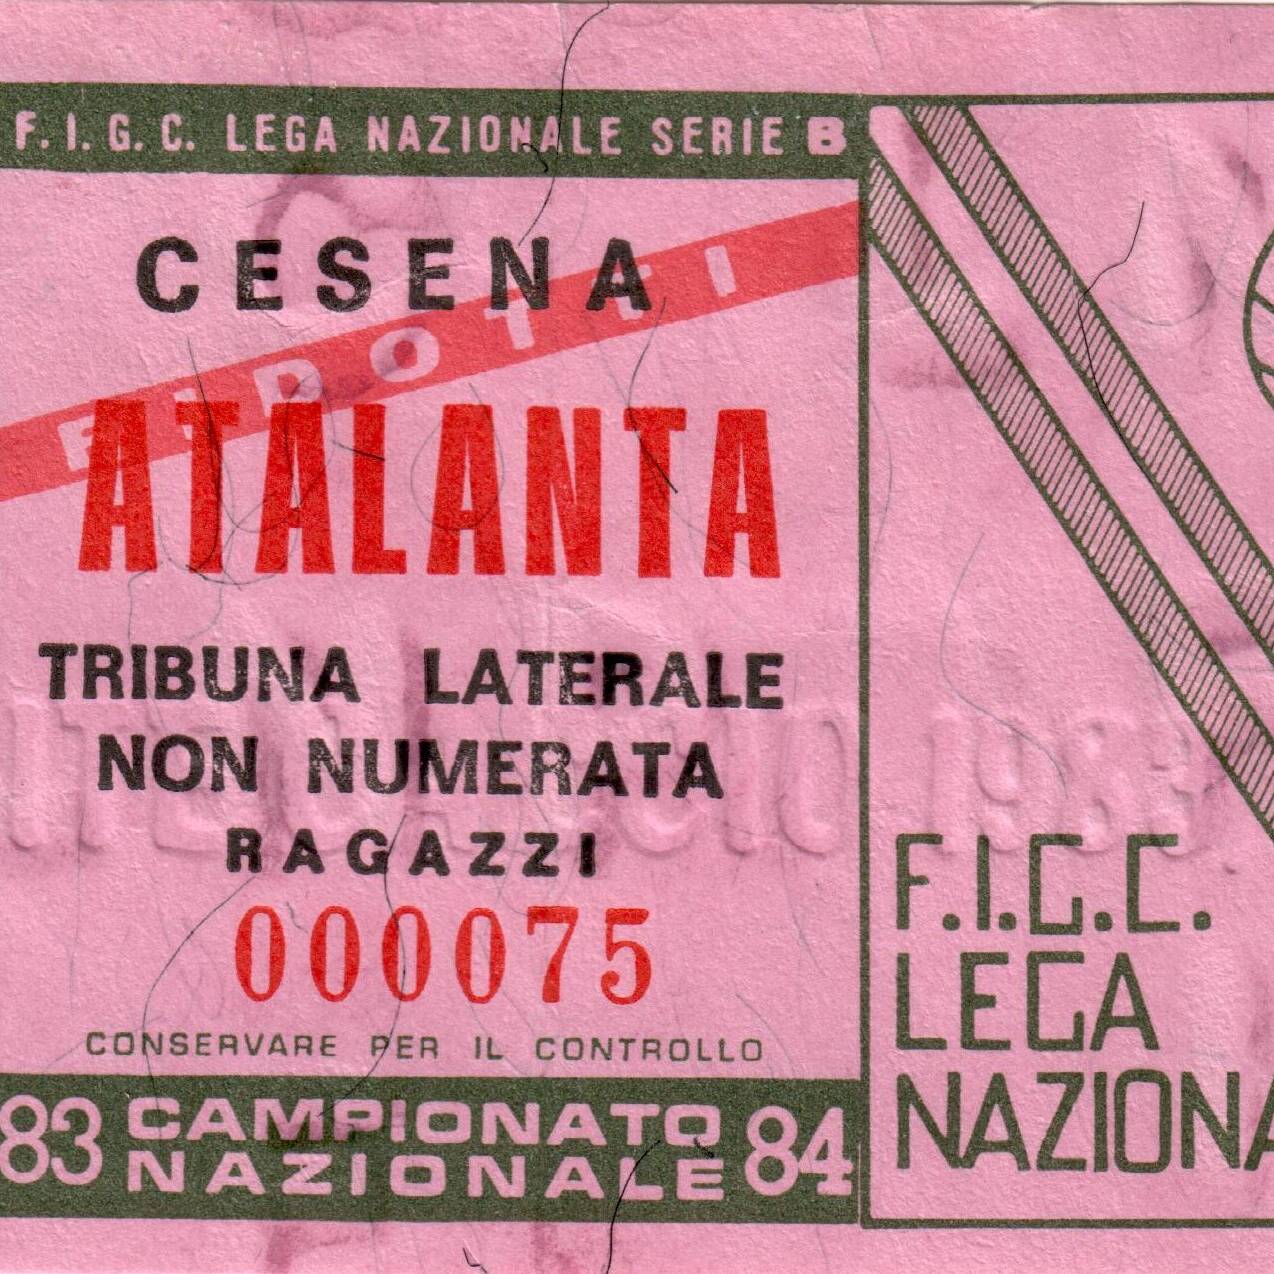 F. I. G. C. LEGA NAZIONALE SERIE B
CESENA
RIDOTTI
ATALANTA
TRIBUNA LATERALE
NON NUMERATA
RAGAZZI
000075
CONSERVARE PER IL CONTROLLO
83 CAMPIONATO NAZIONALE 84
F.I.G.C.
LEGA
NAZIONA